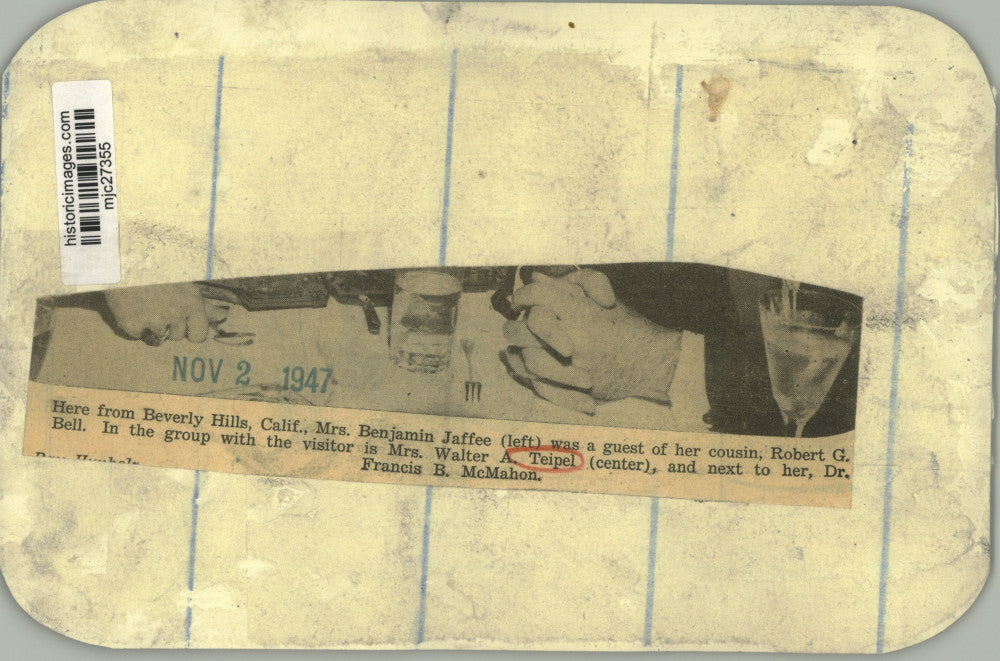 historicimages.com
mjc27355
NOV 2 1947
Here from Beverly Hills, Calif., Mrs. Benjamin Jaffee (left) was a guest of her cousin, Robert G.
Bell. In the group with the visitor is Mrs. Walter A. Teipel (center), and next to her, Dr.
Francis B. McMahon.